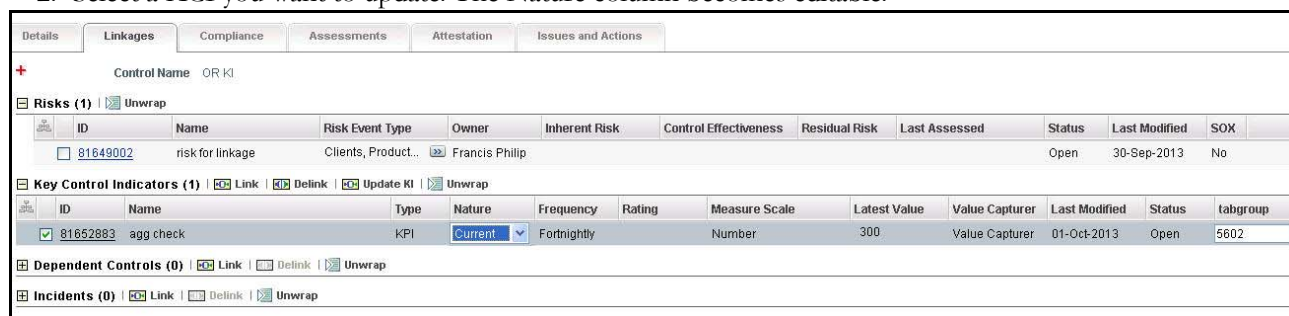 2. Select a KCI you want to update. The Nature column becomes editable.
Details Linkages Compliance Assessments Attestation Issues and Actions
+ Control Name OR KI
Risks (1) | Unwrap
ID Name Risk Event Type Owner Inherent Risk Control Effectiveness Residual Risk Last Assessed Status Last Modified SOX
81649002 risk for linkage Clients, Product... Francis Philip Open 30-Sep-2013 No
Key Control Indicators (1) | Link | Delink | Update KI | Unwrap
ID Name Type Nature Frequency Rating Measure Scale Latest Value Value Capturer Last Modified Status tabgroup
81652883 agg check KPI Current Fortnightly Number 300 Value Capturer 01-Oct-2013 Open 5602
Dependent Controls (0) | Link | Delink | Unwrap
Incidents (0) | Link | Delink | Unwrap